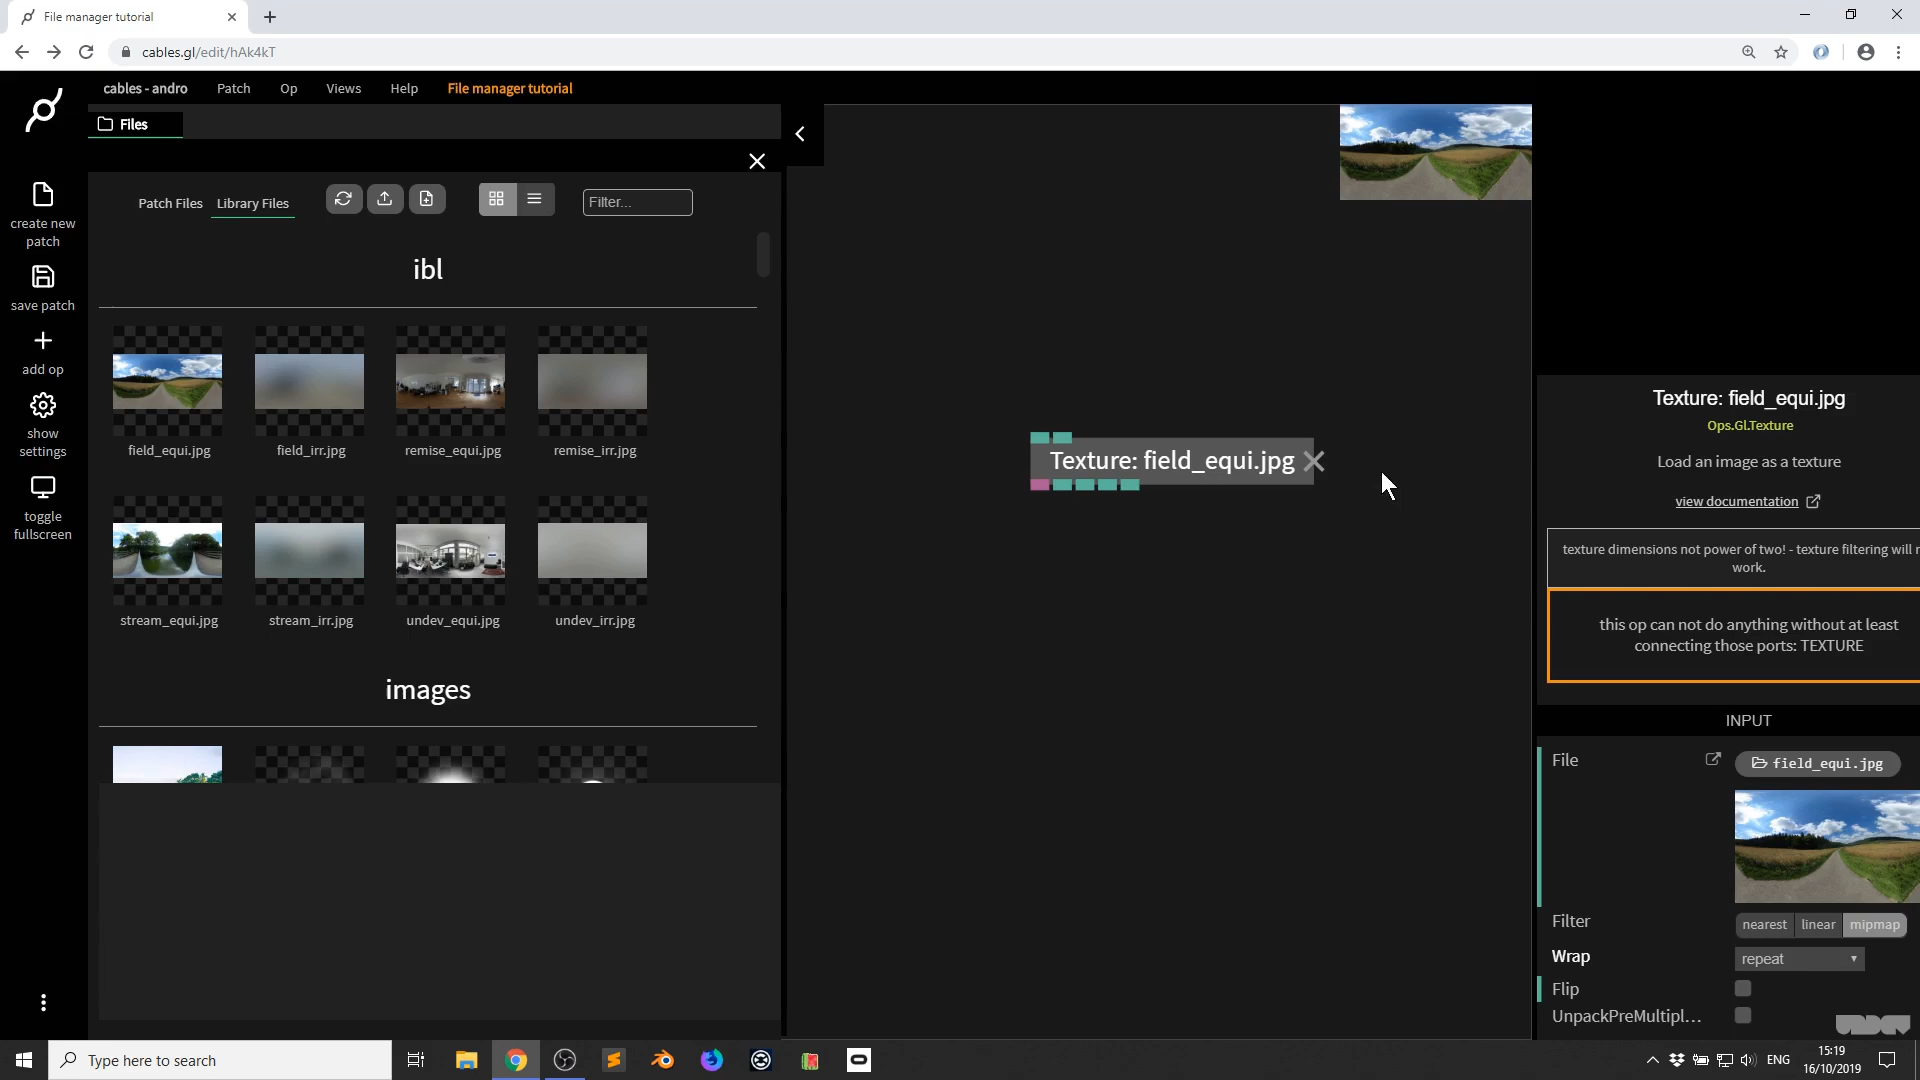 File manager tutorial
cables.gl/edit/hAk4kT
cables - andro
Patch
Op
Views
Help
File manager tutorial
Files
create new
patch
save patch
add op
show
settings
toggle
fullscreen
Patch Files
Library Files
Filter...
ibl
field_equi.jpg
field_irr.jpg
remise_equi.jpg
remise_irr.jpg
stream_equi.jpg
stream_irr.jpg
undev_equi.jpg
undev_irr.jpg
images
Texture: field_equi.jpg
Texture: field_equi.jpg
Ops.Gl.Texture
Load an image as a texture
view documentation
texture dimensions not power of two! - texture filtering will
work.
this op can not do anything without at least
connecting those ports: TEXTURE
INPUT
File
field_equi.jpg
Filter
nearest
linear
mipmap
Wrap
repeat
Flip
UnpackPreMultipl...
undev
Type here to search
ENG
15:19
16/10/2019